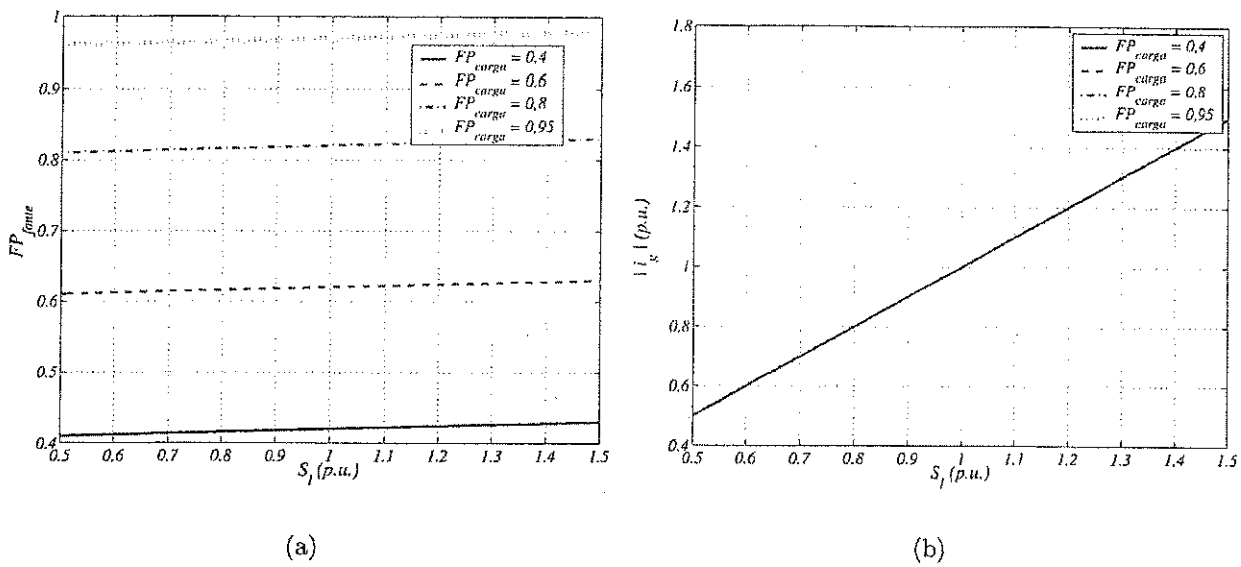 1
0.9
0.8
0.7
0.6
0.5
0.4
FP_fonte
0.5 0.6 0.7 0.8 0.9 1 1.1 1.2 1.3 1.4 1.5
S_l (p.u.)
FP_carga = 0,4
FP_carga = 0,6
FP_carga = 0,8
FP_carga = 0,95
(a)
1.8
1.6
1.4
1.2
1
0.8
0.6
0.4
| i_g | (p.u.)
0.5 0.6 0.7 0.8 0.9 1 1.1 1.2 1.3 1.4 1.5
S_l (p.u.)
FP_carga = 0,4
FP_carga = 0,6
FP_carga = 0,8
FP_carga = 0,95
(b)